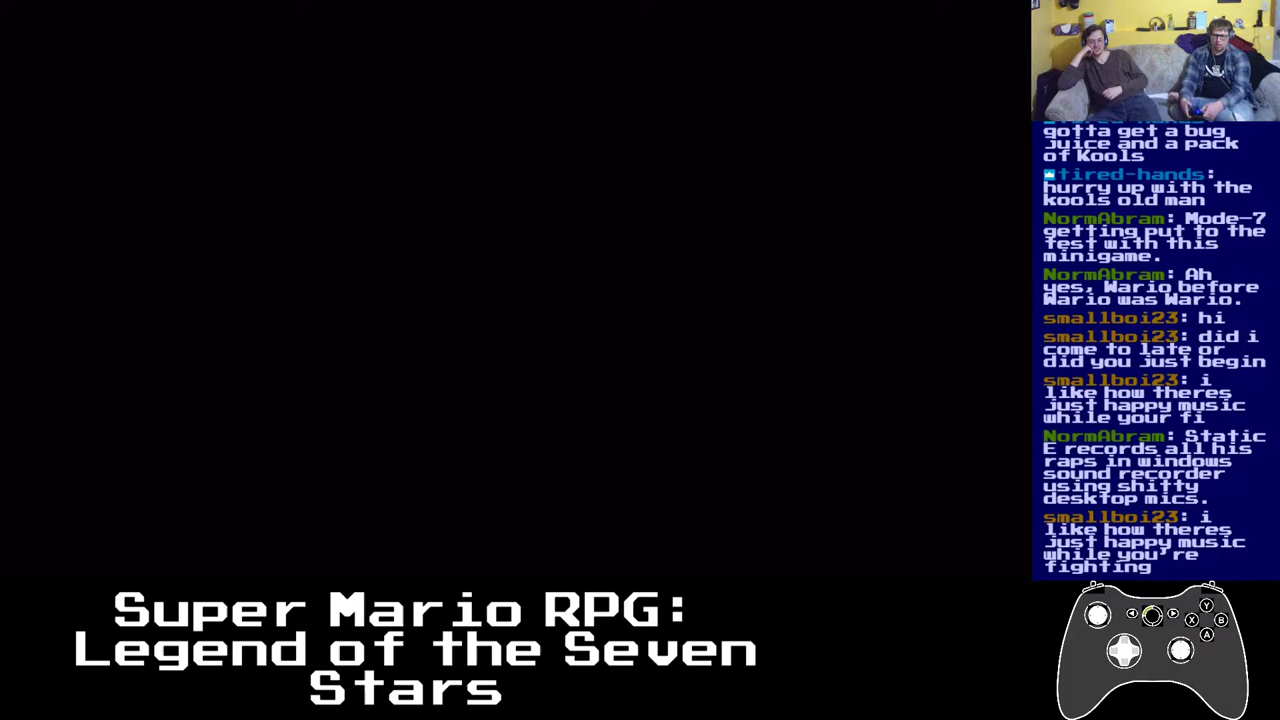 gotta get a bug
juice and a pack
of Kools
tired-hands:
hurry up with the
kools old man
NormAbram: Mode-7
getting put to the
test with this
minigame.
NormAbram: Ah
yes, Wario before
Wario was Wario.
smallboi23: hi
smallboi23: did i
come to late or
did you just begin
smallboi23: i
like how theres
just happy music
while your fi
NormAbram: Static
E records all his
raps in windows
sound recorder
using shitty
desktop mics.
smallboi23: i
like how theres
just happy music
while you're
fighting
Super Mario RPG:
Legend of the Seven
Stars
Y
X B
A